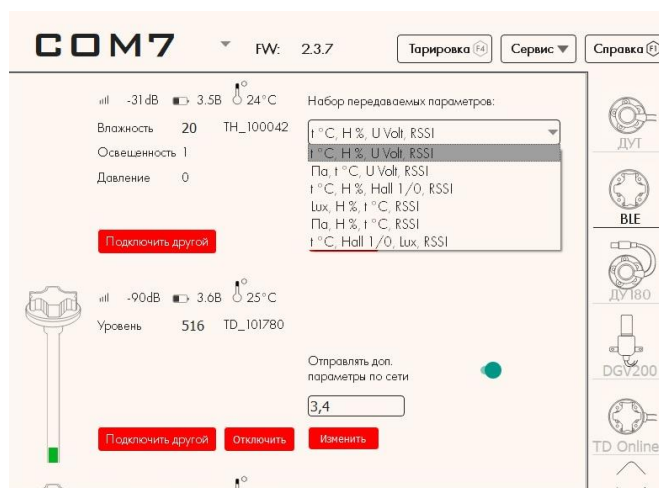 COM7 FW: 2.3.7 Тарировка F4 Сервис Справка F1
-31dB 3.5В 24°C
Набор передаваемых параметров:
Влажность 20 TH_100042
t °C, H %, U Volt, RSSI
Освещенность 1
t °C, H %, U Volt, RSSI
Давление 0
Па, t °C, U Volt, RSSI
t °C, H %, Hall 1/0, RSSI
Lux, H %, t °C, RSSI
Па, H %, t °C, RSSI
t °C, Hall 1/0, Lux, RSSI
Подключить другой
-90dB 3.6В 25°C
Уровень 516 TD_101780
Отправлять доп.
параметры по сети
3,4
Подключить другой Отключить Изменить
ДУТ
BLE
ДУ180
DGV200
TD Online